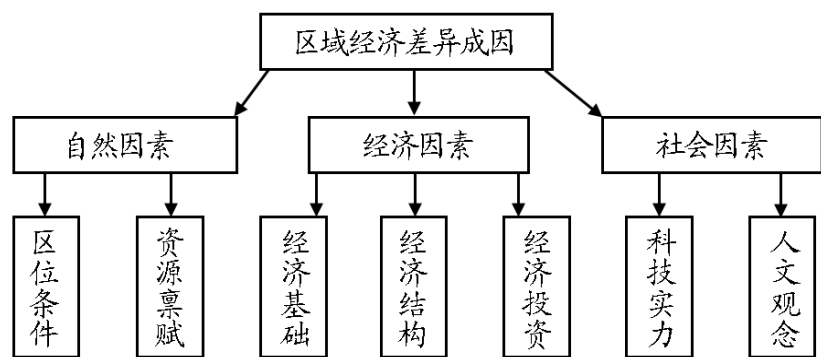 区域经济差异成因
自然因素
经济因素
社会因素
区位条件
资源禀赋
经济基础
经济结构
经济投资
科技实力
人文观念